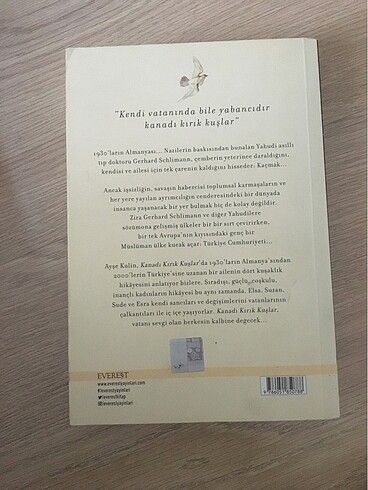 "Kendi vatanında bile yabancıdır
kanadı kırık kuşlar"
1930'ların Almanyası... Nazilerin baskısından bunalan Yahudi asıllı
tıp doktoru Gerhard Schlimann, çemberin yeterince daraldığını,
kendisi ve ailesi için tek çarenin kaldığını hisseder: Kaçmak...
Ancak işsizliğin, savaşın habercisi toplumsal karmaşaların ve
her yere yayılan ayrımcılığın cenderesindeki bir dünyada
insanca yaşanacak bir yer bulmak hiç de kolay değildir.
Zira Gerhard Schlimann ve diğer Yahudilere
sözümona gelişmiş ülkeler bir bir sırt çevirirken,
bir tek Avrupa'nın kıyısındaki genç bir
Müslüman ülke kucak açar: Türkiye Cumhuriyeti...
Ayşe Kulin, Kanadı Kırık Kuşlar'da 1930'ların Almanya'sından
2000'lerin Türkiye'sine uzanan bir ailenin dört kuşaklık
hikâyesini anlatıyor bizlere. Sıradışı, güçlü, coşkulu,
inançlı kadınların hikâyesi bu aynı zamanda. Elsa, Suzan,
Sude ve Esra kendi sancıları ve değişimlerini vatanlarının
çalkantıları ile iç içe yaşıyorlar. Kanadı Kırık Kuşlar,
vatanı sevgi olan herkesin kalbine değecek...
EVEREST
www.everestyayinlari.com
/everestyayinlari
/everestkitap
/everestyayinlari
9 786051 850788